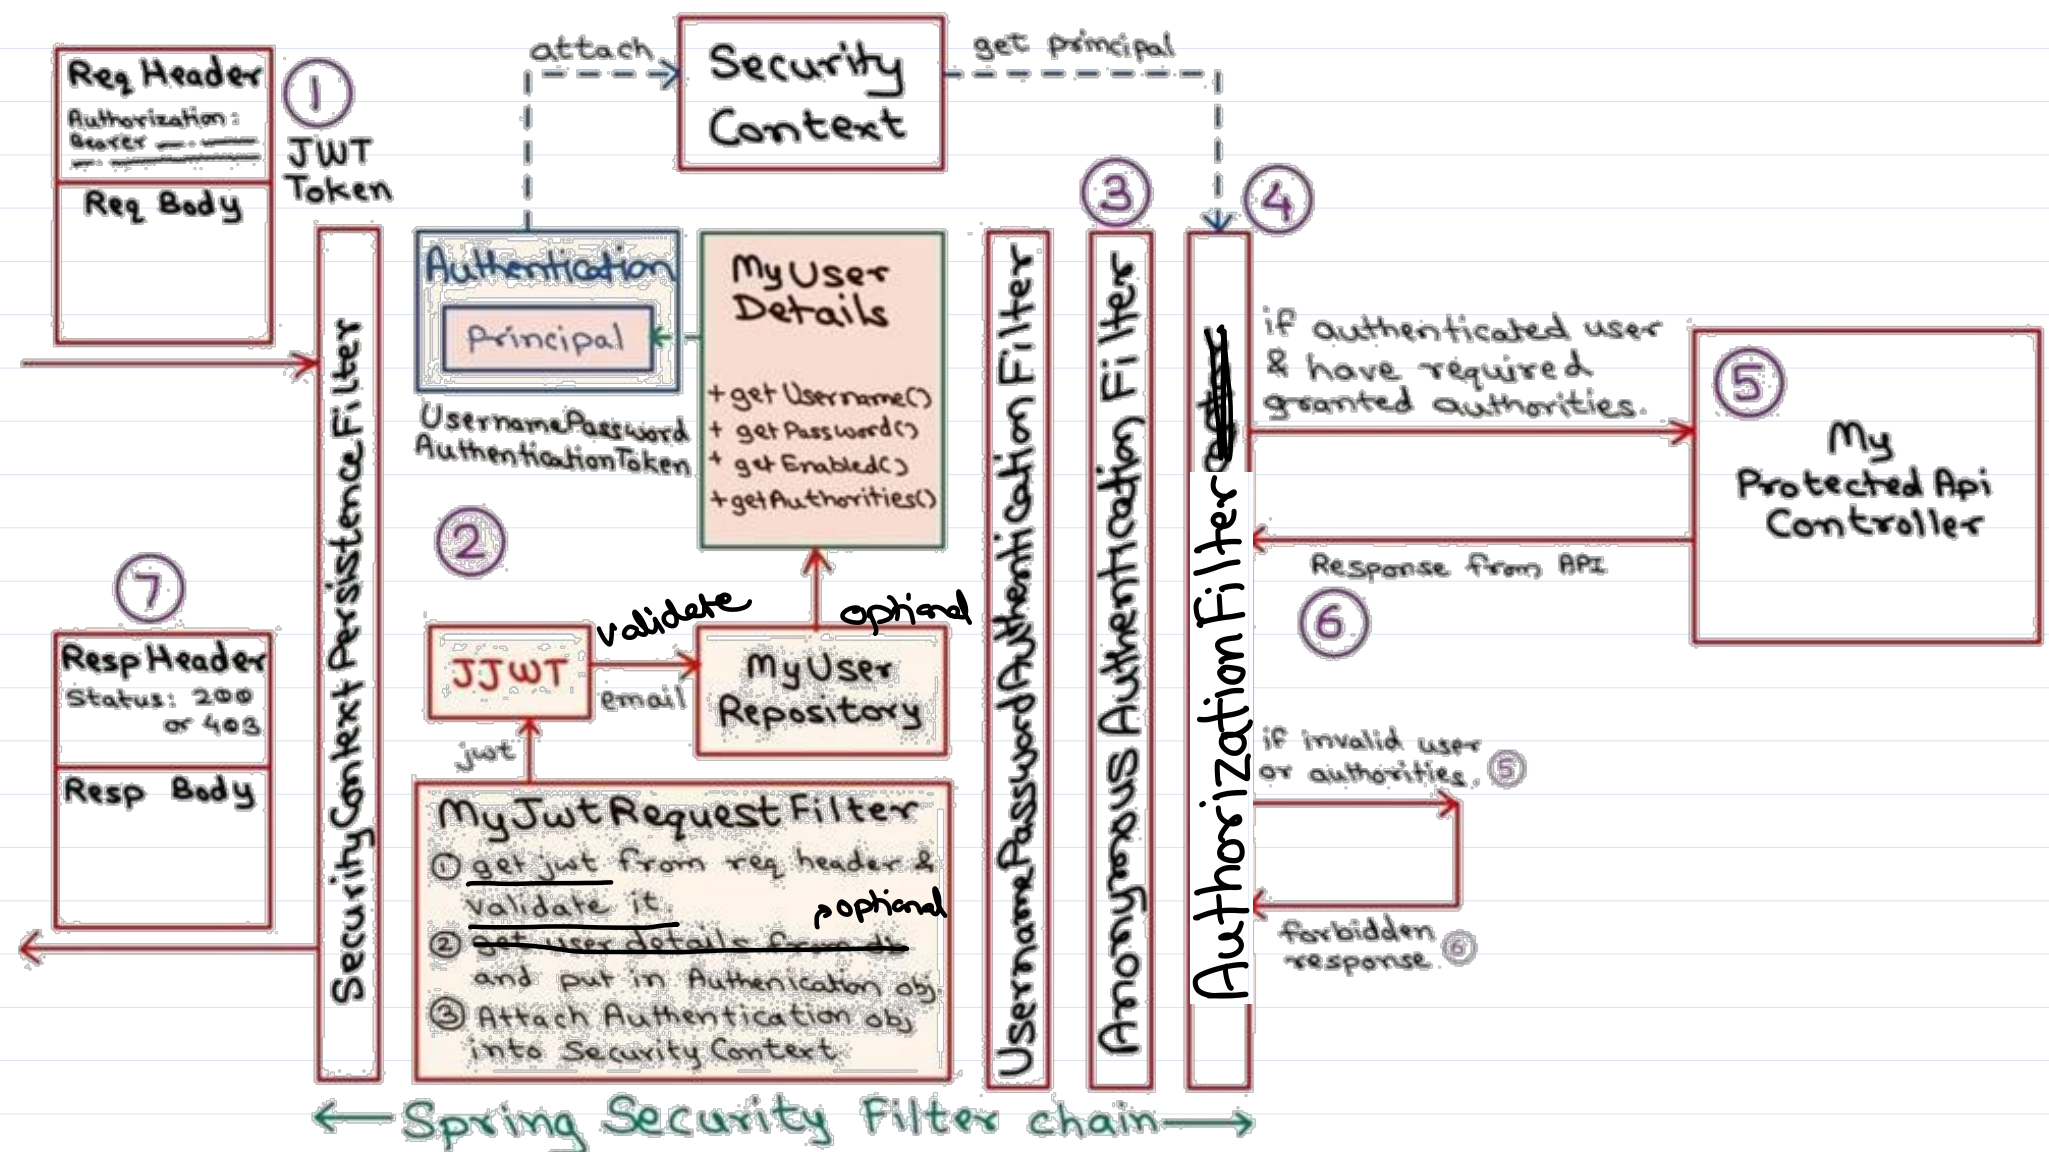 Req Header
Authorization:
Bearer
Req Body
1
JWT
Token
attach
Security
Context
get principal
SecurityContextPersistenceFilter
Authentication
Principal
UsernamePassword
AuthenticationToken
My User
Details
+ getUsername()
+ getPassword()
+ getEnabled()
+ getAuthorities()
2
JJWT
validate
email
optional
My User
Repository
jwt
MyJwtRequestFilter
1 get jwt from req header &
validate it.
optional
2 get user details from db
and put in Authenication obj.
3 Attach Authentication obj
into Security Context
UsernamePasswordAuthenticationFilter
3
Anonymous Authentication Filter
4
AuthorizationFilter
if authenticated user
& have required
granted authorities.
5
My
Protected Api
Controller
Response from API
6
if invalid user
or authorities. 5
forbidden
response. 6
7
Resp Header
Status: 200
or 403
Resp Body
Spring Security Filter chain